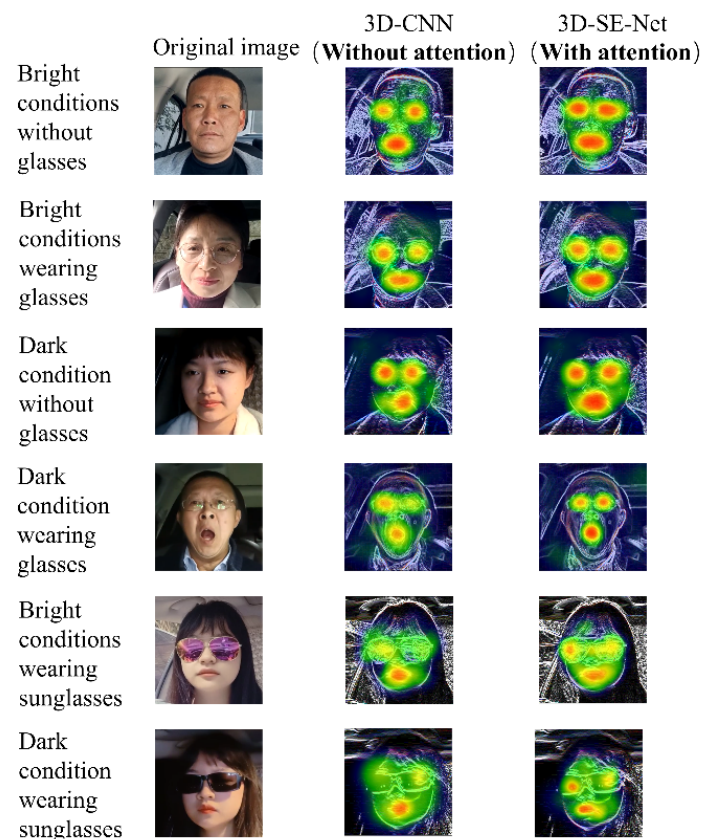 3D-CNN 3D-SE-Net
Original image (Without attention) (With attention)
Bright
conditions
without
glasses
Bright
conditions
wearing
glasses
Dark
condition
without
glasses
Dark
condition
wearing
glasses
Bright
conditions
wearing
sunglasses
Dark
condition
wearing
sunglasses